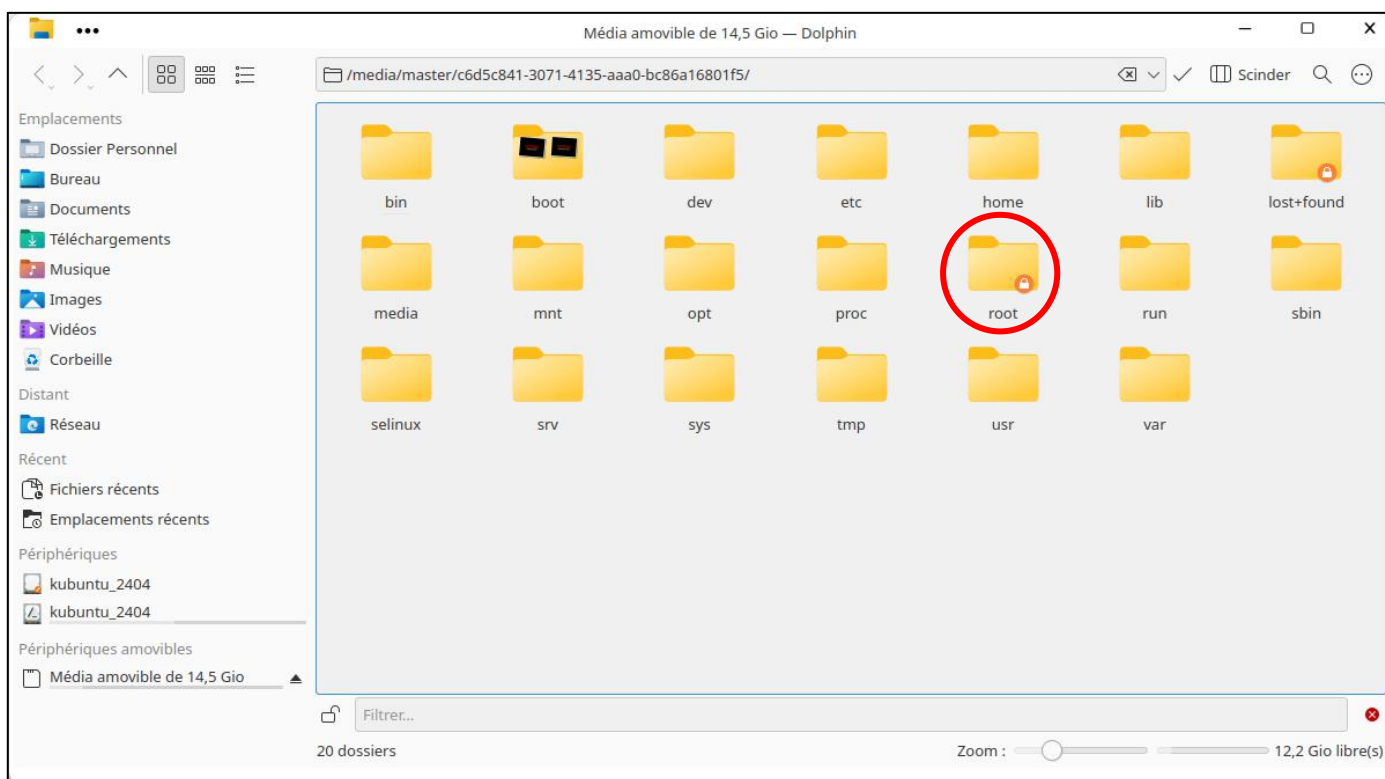 Média amovible de 14,5 Gio — Dolphin
/media/master/c6d5c841-3071-4135-aaa0-bc86a16801f5/
Scinder
Emplacements
Dossier Personnel
Bureau
Documents
Téléchargements
Musique
Images
Vidéos
Corbeille
Distant
Réseau
Récent
Fichiers récents
Emplacements récents
Périphériques
kubuntu_2404
kubuntu_2404
Périphériques amovibles
Média amovible de 14,5 Gio
bin boot dev etc home lib lost+found
media mnt opt proc root run sbin
selinux srv sys tmp usr var
Filtrer...
20 dossiers Zoom : 12,2 Gio libre(s)